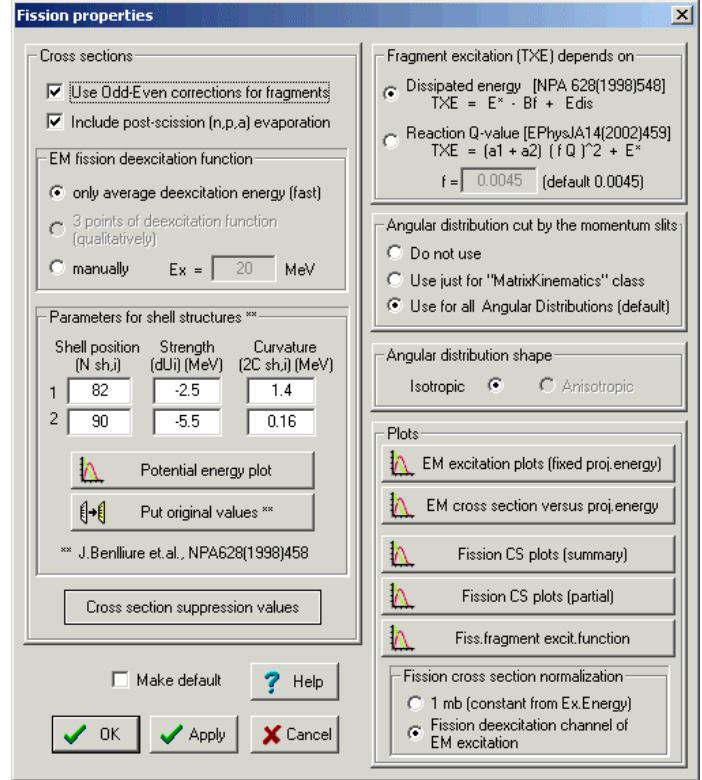 Fission properties
Cross sections
Use Odd-Even corrections for fragments
Include post-scission (n,p,a) evaporation
EM fission deexcitation function
only average deexcitation energy (fast)
3 points of deexcitation function
(qualitatively)
manually Ex = 20 MeV
Parameters for shell structures **
Shell position Strength Curvature
(N sh,i) (dUi) (MeV) (2C sh,i) (MeV)
1 82 -2.5 1.4
2 90 -5.5 0.16
Potential energy plot
Put original values **
** J.Benlliure et.al., NPA628(1998)458
Cross section suppression values
Make default
Help
OK
Apply
Cancel
Fragment excitation (TXE) depends on
Dissipated energy [NPA 628(1998)548]
TXE = E* - Bf + Edis
Reaction Q-value [EPhysJA14(2002)459]
TXE = (a1 + a2) ( f Q )^2 + E*
f = 0.0045 (default 0.0045)
Angular distribution cut by the momentum slits
Do not use
Use just for "MatrixKinematics" class
Use for all Angular Distributions (default)
Angular distribution shape
Isotropic Anisotropic
Plots
EM excitation plots (fixed proj.energy)
EM cross section versus proj.energy
Fission CS plots (summary)
Fission CS plots (partial)
Fiss.fragment excit.function
Fission cross section normalization
1 mb (constant from Ex.Energy)
Fission deexcitation channel of
EM excitation